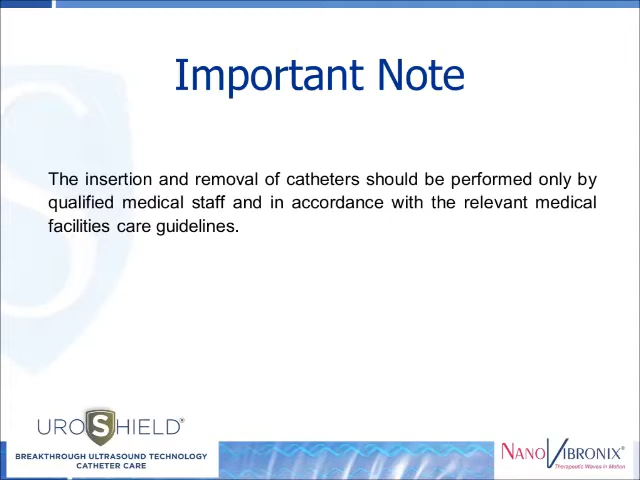 Important Note
The insertion and removal of catheters should be performed only by
qualified medical staff and in accordance with the relevant medical
facilities care guidelines.
UROSHIELD®
BREAKTHROUGH ULTRASOUND TECHNOLOGY
CATHETER CARE
NANOVIBRONIX®
Therapeutic Waves in Motion